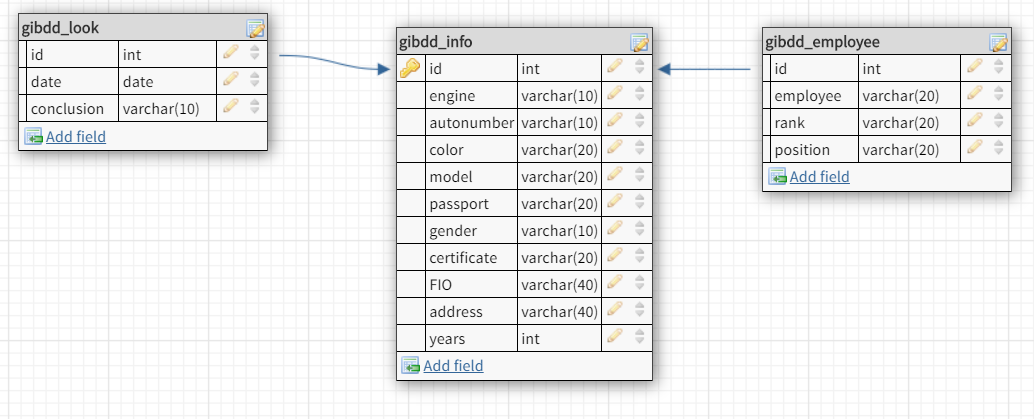 gibdd_look
id int
date date
conclusion varchar(10)
Add field
gibdd_info
id int
engine varchar(10)
autonumber varchar(10)
color varchar(20)
model varchar(20)
passport varchar(20)
gender varchar(10)
certificate varchar(20)
FIO varchar(40)
address varchar(40)
years int
Add field
gibdd_employee
id int
employee varchar(20)
rank varchar(20)
position varchar(20)
Add field